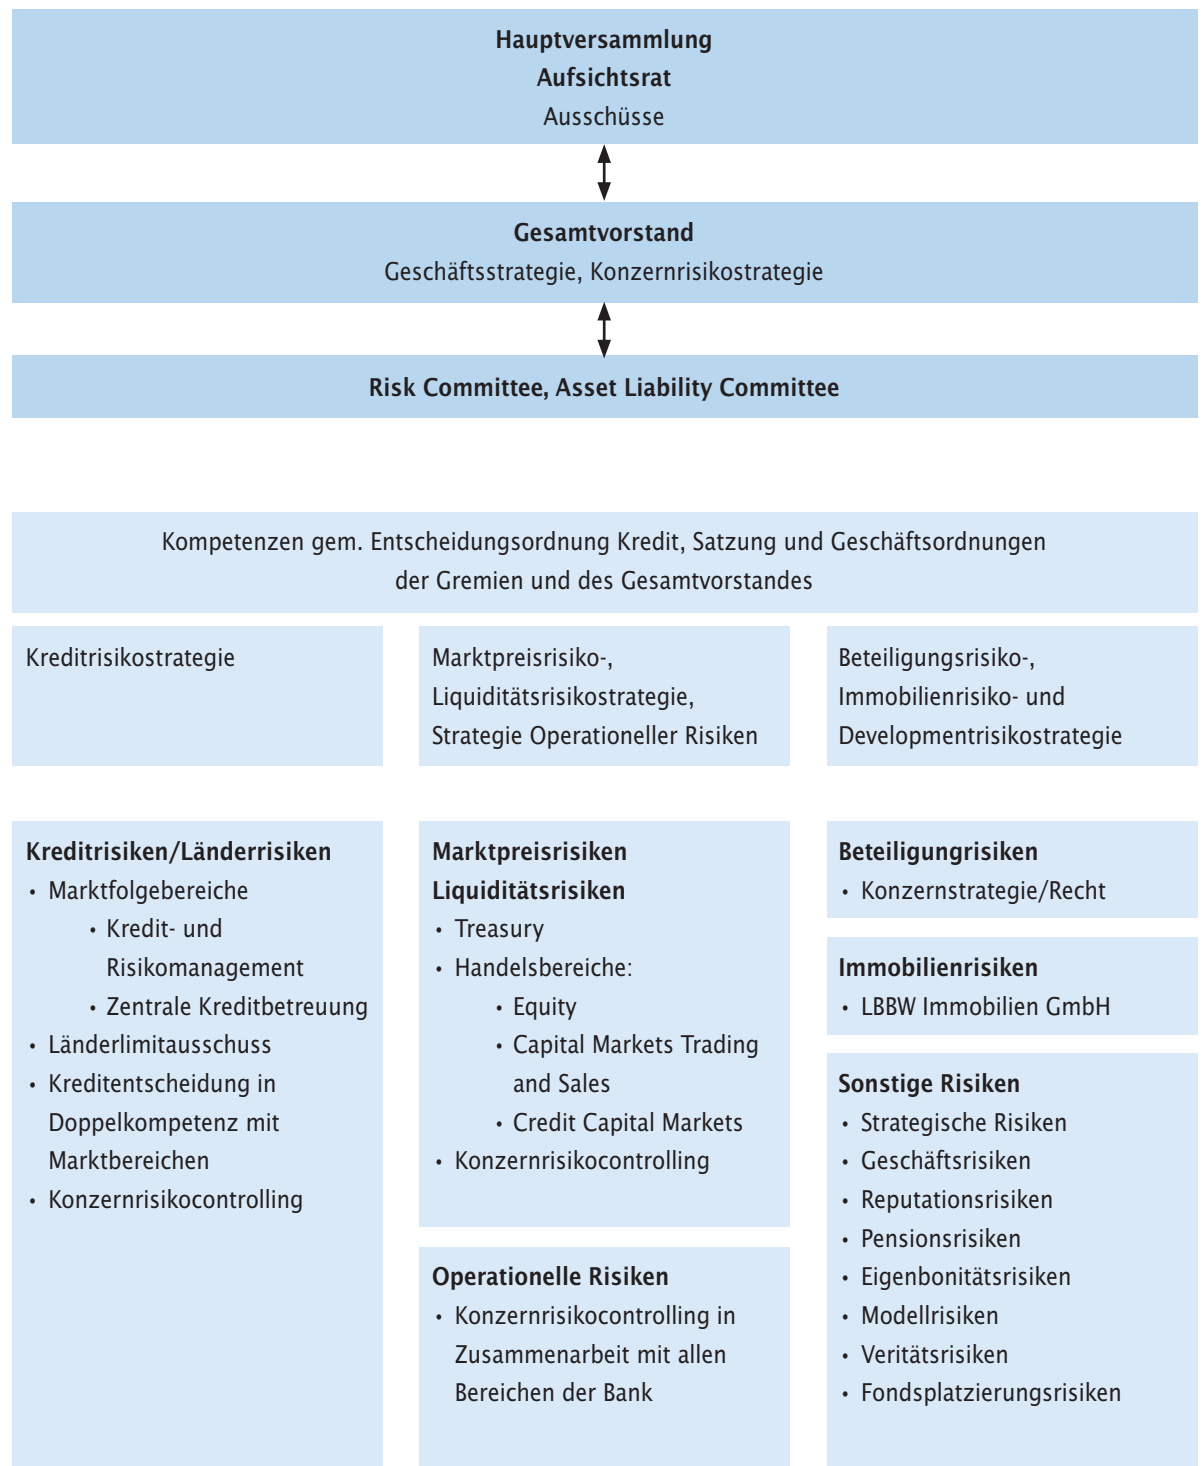 Hauptversammlung
Aufsichtsrat
Ausschüsse
Gesamtvorstand
Geschäftsstrategie, Konzernrisikostrategie
Risk Committee, Asset Liability Committee
Kompetenzen gem. Entscheidungsordnung Kredit, Satzung und Geschäftsordnungen
der Gremien und des Gesamtvorstandes
Kreditrisikostrategie
Marktpreisrisiko-,
Liquiditätsrisikostrategie,
Strategie Operationeller Risiken
Beteiligungsrisiko-,
Immobilienrisiko- und
Developmentrisikostrategie
Kreditrisiken/Länderrisiken
• Marktfolgebereiche
• Kredit- und
Risikomanagement
• Zentrale Kreditbetreuung
• Länderlimitausschuss
• Kreditentscheidung in
Doppelkompetenz mit
Marktbereichen
• Konzernrisikocontrolling
Marktpreisrisiken
Liquiditätsrisiken
• Treasury
• Handelsbereiche:
• Equity
• Capital Markets Trading
and Sales
• Credit Capital Markets
• Konzernrisikocontrolling
Operationelle Risiken
• Konzernrisikocontrolling in
Zusammenarbeit mit allen
Bereichen der Bank
Beteiligungrisiken
• Konzernstrategie/Recht
Immobilienrisiken
• LBBW Immobilien GmbH
Sonstige Risiken
• Strategische Risiken
• Geschäftsrisiken
• Reputationsrisiken
• Pensionsrisiken
• Eigenbonitätsrisiken
• Modellrisiken
• Veritätsrisiken
• Fondsplatzierungsrisiken